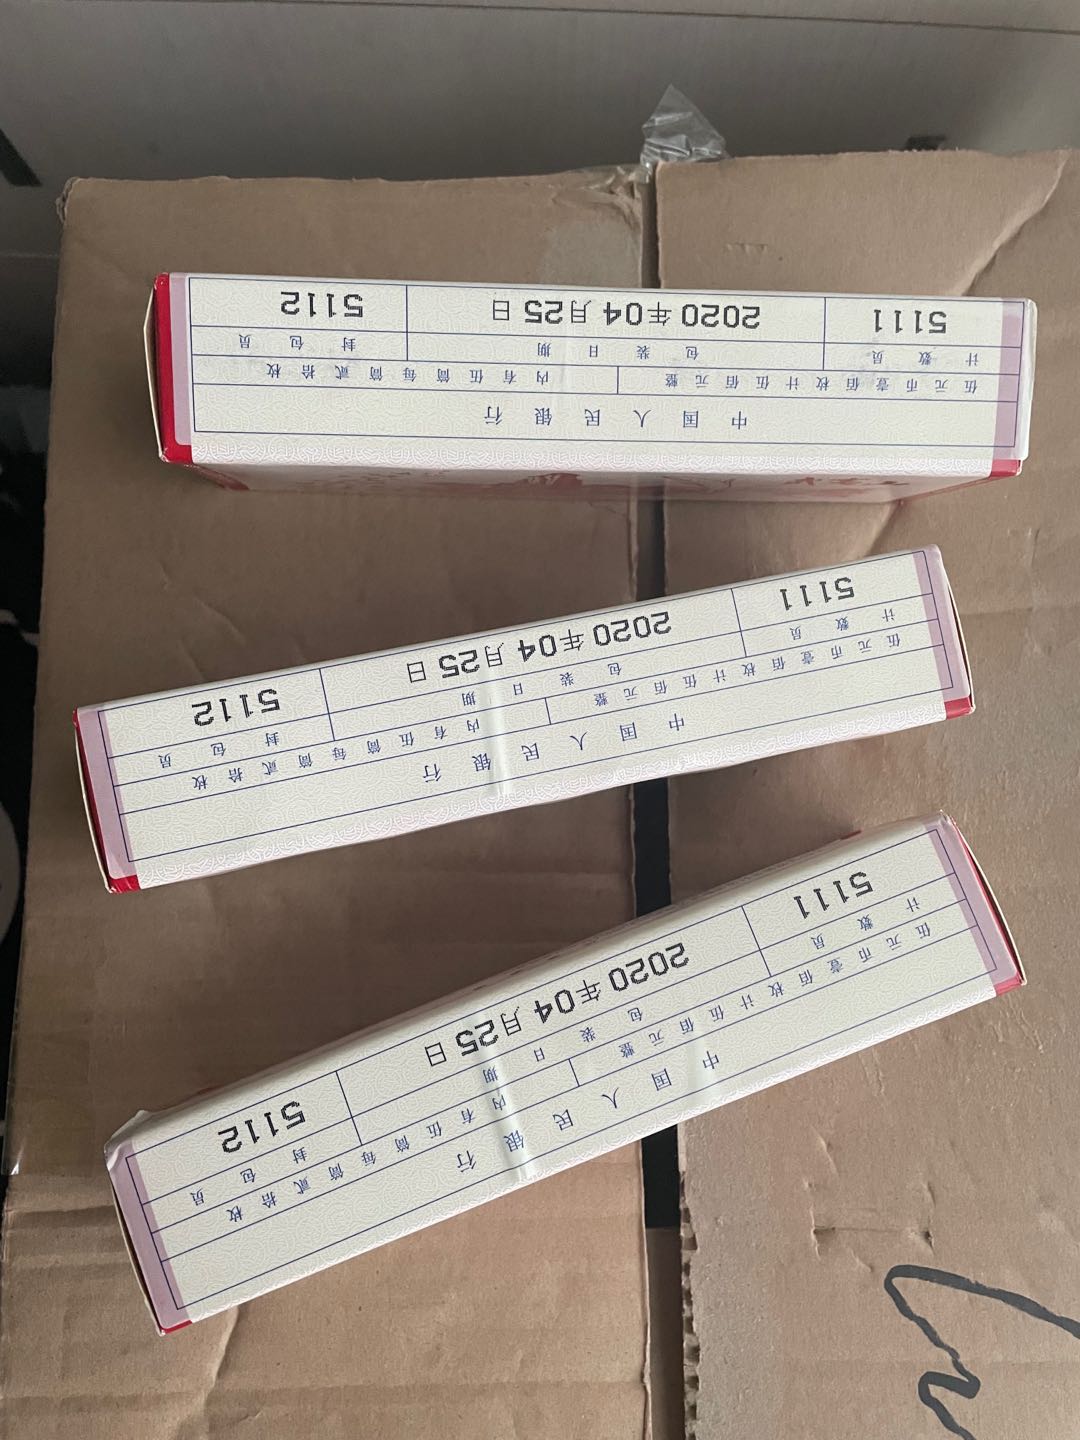 中国人民银行
伍元币壹佰枚计伍佰元整 内有伍筒每筒贰拾枚
计数员 包装日期 封包员
5111 2020年04月25日 5112
中国人民银行
伍元币壹佰枚计伍佰元整 内有伍筒每筒贰拾枚
计数员 包装日期 封包员
5111 2020年04月25日 5112
中国人民银行
伍元币壹佰枚计伍佰元整 内有伍筒每筒贰拾枚
计数员 包装日期 封包员
5111 2020年04月25日 5112